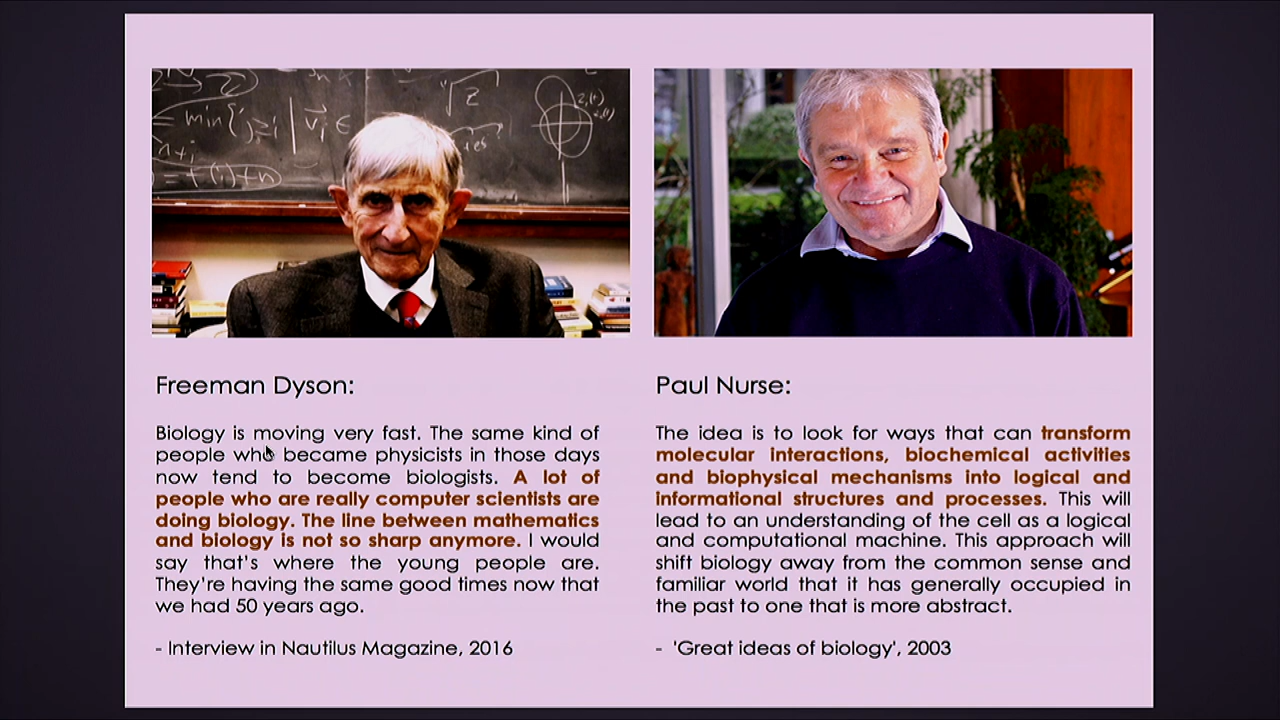 Freeman Dyson:
Biology is moving very fast. The same kind of
people who became physicists in those days
now tend to become biologists. A lot of
people who are really computer scientists are
doing biology. The line between mathematics
and biology is not so sharp anymore. I would
say that’s where the young people are.
They’re having the same good times now that
we had 50 years ago.
- Interview in Nautilus Magazine, 2016
Paul Nurse:
The idea is to look for ways that can transform
molecular interactions, biochemical activities
and biophysical mechanisms into logical and
informational structures and processes. This will
lead to an understanding of the cell as a logical
and computational machine. This approach will
shift biology away from the common sense and
familiar world that it has generally occupied in
the past to one that is more abstract.
- 'Great ideas of biology', 2003